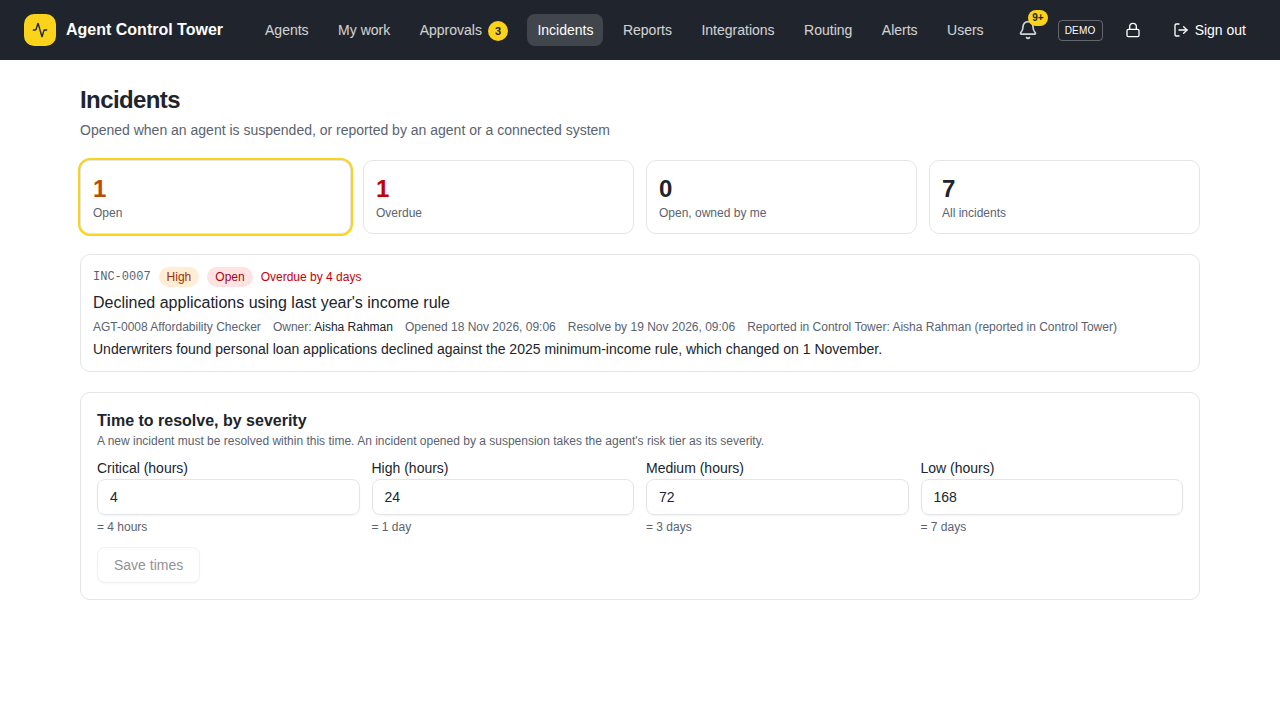 Agent Control Tower Agents My work Approvals 3 Incidents Reports Integrations Routing Alerts Users 9+ DEMO Sign out
Incidents
Opened when an agent is suspended, or reported by an agent or a connected system
1 1 0 7
Open Overdue Open, owned by me All incidents
INC-0007 High Open Overdue by 4 days
Declined applications using last year's income rule
AGT-0008 Affordability Checker Owner: Aisha Rahman Opened 18 Nov 2026, 09:06 Resolve by 19 Nov 2026, 09:06 Reported in Control Tower: Aisha Rahman (reported in Control Tower)
Underwriters found personal loan applications declined against the 2025 minimum-income rule, which changed on 1 November.
Time to resolve, by severity
A new incident must be resolved within this time. An incident opened by a suspension takes the agent's risk tier as its severity.
Critical (hours) High (hours) Medium (hours) Low (hours)
4 24 72 168
= 4 hours = 1 day = 3 days = 7 days
Save times